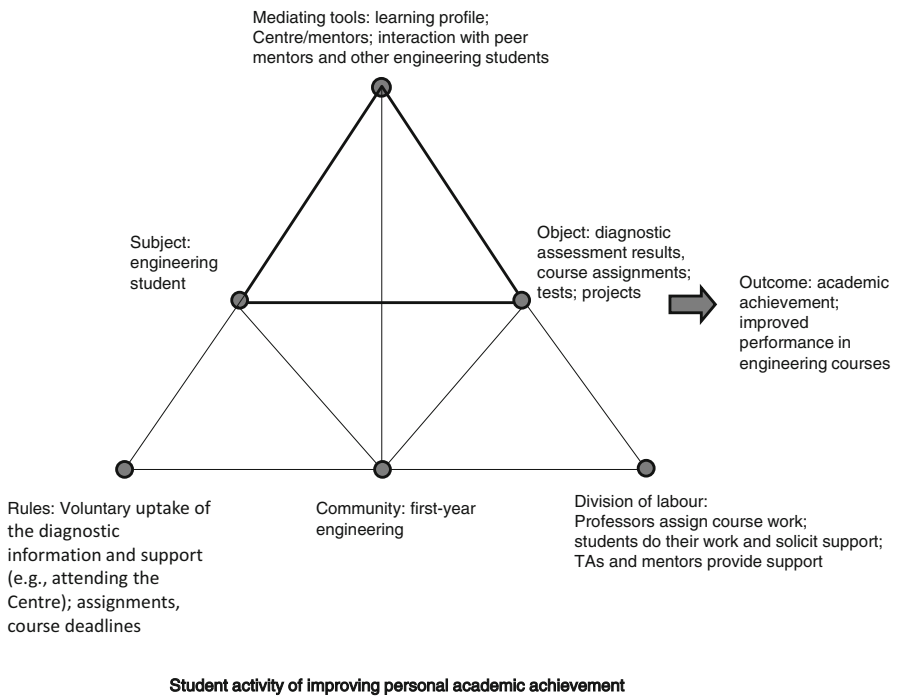 Mediating tools: learning profile;
Centre/mentors; interaction with peer
mentors and other engineering students
Subject:
engineering
student
Object: diagnostic
assessment results,
course assignments;
tests; projects
Outcome: academic
achievement;
improved
performance in
engineering courses
Rules: Voluntary uptake of
the diagnostic
information and support
(e.g., attending the
Centre); assignments,
course deadlines
Community: first-year
engineering
Division of labour:
Professors assign course work;
students do their work and solicit support;
TAs and mentors provide support
Student activity of improving personal academic achievement